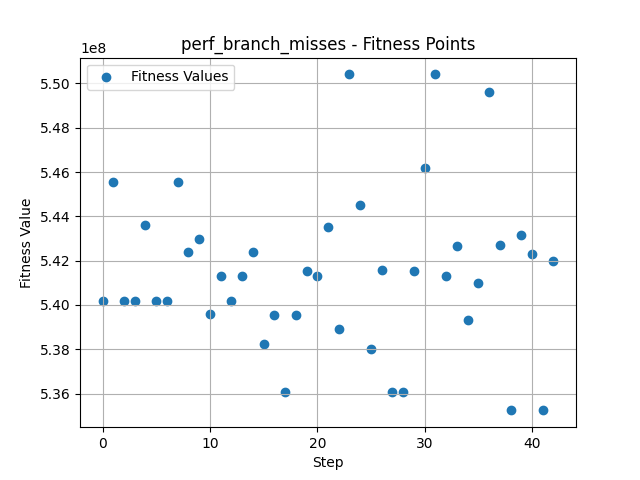 perf_branch_misses - Fitness Points
1e8
Fitness Values
5.50
5.48
5.46
5.44
5.42
5.40
5.38
5.36
Fitness Value
0 10 20 30 40
Step